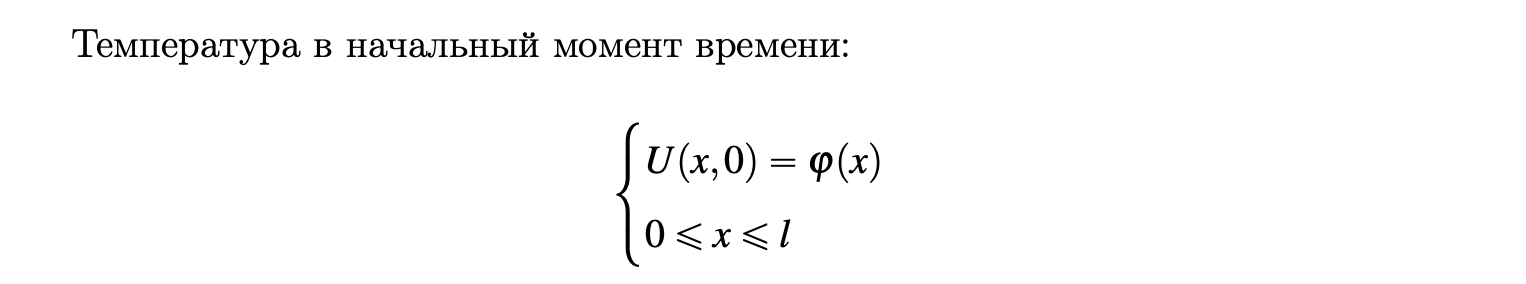 Температура в начальный момент времени:
U(x,0) = φ(x)
0 ⩽ x ⩽ l